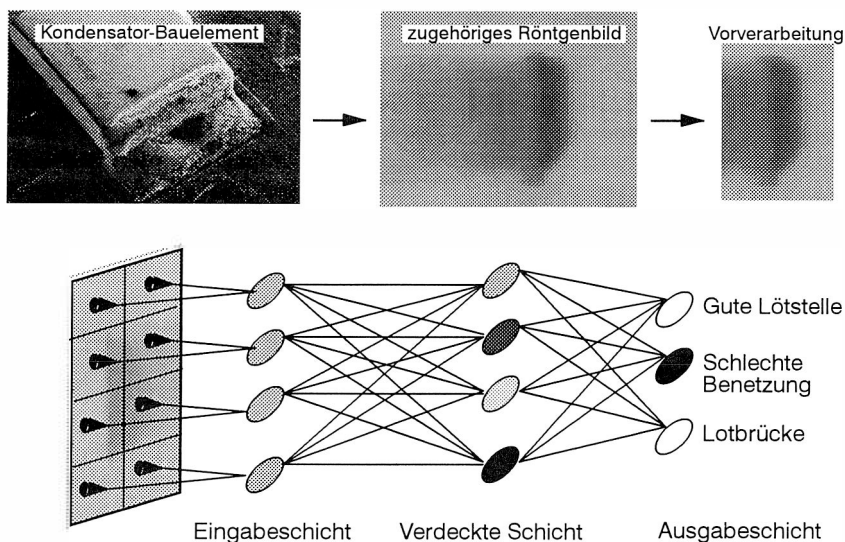 Kondensator-Bauelement
zugehöriges Röntgenbild
Vorverarbeitung
Gute Lötstelle
Schlechte
Benetzung
Lotbrücke
Eingabeschicht
Verdeckte Schicht
Ausgabeschicht